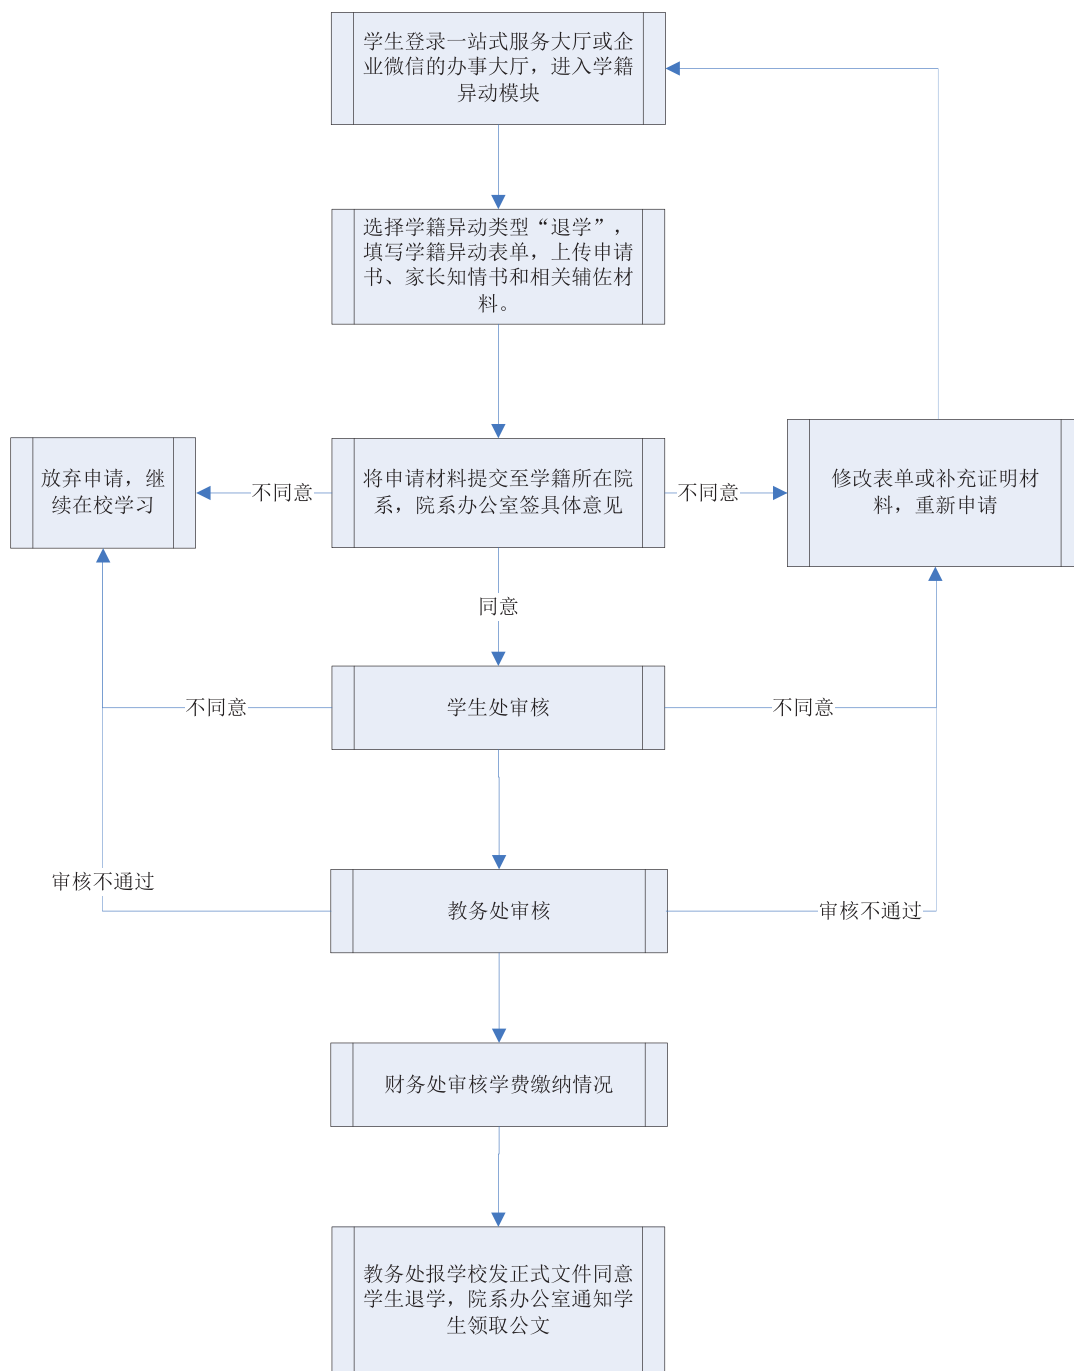 学生登录一站式服务大厅或企
业微信的办事大厅，进入学籍
异动模块
选择学籍异动类型“退学”，
填写学籍异动表单，上传申请
书、家长知情书和相关辅佐材
料。
放弃申请，继
续在校学习
不同意
将申请材料提交至学籍所在院
系，院系办公室签具体意见
不同意
修改表单或补充证明材
料，重新申请
同意
不同意
学生处审核
不同意
审核不通过
教务处审核
审核不通过
财务处审核学费缴纳情况
教务处报学校发正式文件同意
学生退学，院系办公室通知学
生领取公文